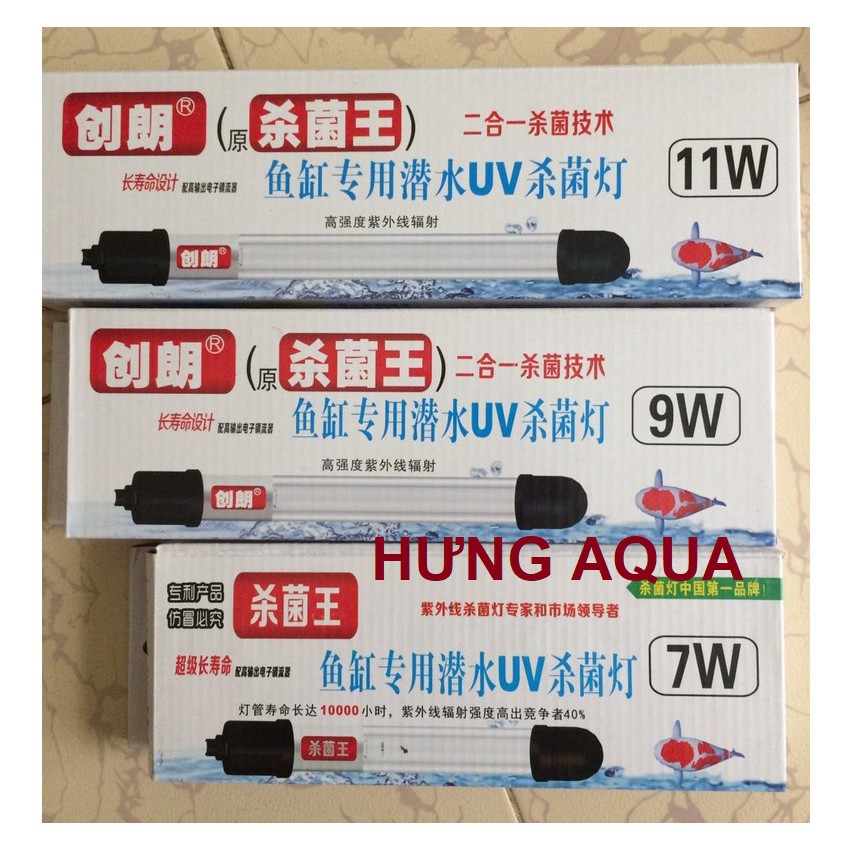 创朗® (原 杀菌王) 二合一杀菌技术
长寿命设计 配高输出电子镇流器 鱼缸专用潜水UV杀菌灯 11W
高强度紫外线辐射
创朗®
创朗® (原 杀菌王) 二合一杀菌技术
长寿命设计 配高输出电子镇流器 鱼缸专用潜水UV杀菌灯 9W
高强度紫外线辐射
创朗®
HƯNG AQUA
专利产品 杀菌王 杀菌灯中国第一品牌!
仿冒必究 紫外线杀菌灯专家和市场领导者
超级长寿命 配高输出电子镇流器 鱼缸专用潜水UV杀菌灯 7W
灯管寿命长达10000小时，紫外线辐射强度高出竞争者40%
杀菌王